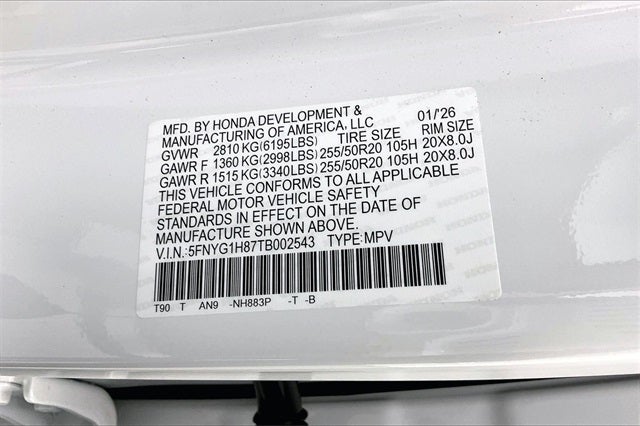 MFD. BY HONDA DEVELOPMENT & 01/'26
MANUFACTURING OF AMERICA, LLC
GVWR 2810 KG(6195LBS) TIRE SIZE RIM SIZE
GAWR F 1360 KG(2998LBS) 255/50R20 105H 20X8.0J
GAWR R 1515 KG(3340LBS) 255/50R20 105H 20X8.0J
THIS VEHICLE CONFORMS TO ALL APPLICABLE
FEDERAL MOTOR VEHICLE SAFETY
STANDARDS IN EFFECT ON THE DATE OF
MANUFACTURE SHOWN ABOVE.
V.I.N.:5FNYG1H87TB002543 TYPE:MPV
T90 T AN9 -NH883P -T -B